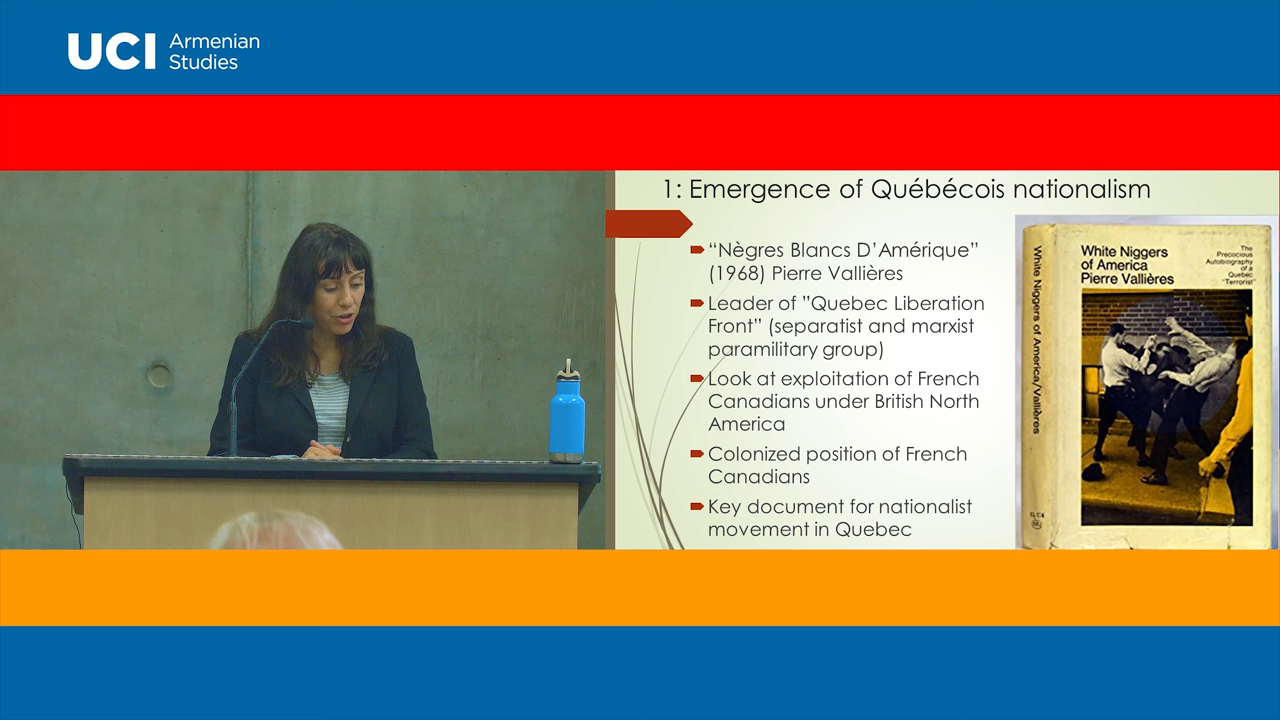 UCI Armenian
Studies
1: Emergence of Québécois nationalism
“Nègres Blancs D’Amérique”
(1968) Pierre Vallières
Leader of ”Quebec Liberation
Front” (separatist and marxist
paramilitary group)
Look at exploitation of French
Canadians under British North
America
Colonized position of French
Canadians
Key document for nationalist
movement in Quebec
White Niggers of America/Vallières
White Niggers
of America
Pierre Vallières
The
Precocious
Autobiography
of a
Quebec
"Terrorist"